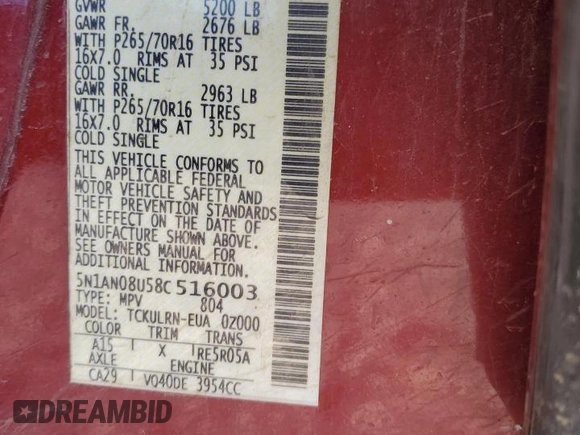 GVWR 5200 LB
GAWR FR. 2676 LB
WITH P265/70R16 TIRES
16X7.0 RIMS AT 35 PSI
COLD SINGLE
GAWR RR. 2963 LB
WITH P265/70R16 TIRES
16X7.0 RIMS AT 35 PSI
COLD SINGLE
THIS VEHICLE CONFORMS TO
ALL APPLICABLE FEDERAL
MOTOR VEHICLE SAFETY AND
THEFT PREVENTION STANDARDS
IN EFFECT ON THE DATE OF
MANUFACTURE SHOWN ABOVE.
SEE OWNERS MANUAL FOR
ADDITIONAL INFORMATION.
5N1AN08U58C516003
TYPE: MPV 804
MODEL: TCKULRN-EUA 0Z000
COLOR TRIM TRANS
A15 X RE5R05A
AXLE ENGINE
CA29 VQ40DE 3954CC
DREAMBID